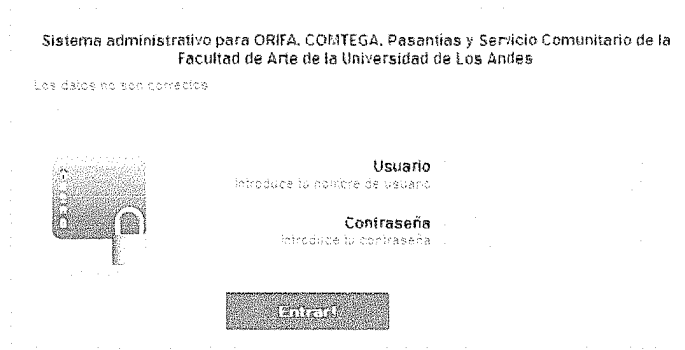 Sistema administrativo para ORIFA, COMTEGA, Pasantías y Servicio Comunitario de la
Facultad de Arte de la Universidad de Los Andes
Los datos no son correctos
Usuario
Introduce tu nombre de usuario
Contraseña
Introduce tu contraseña
Entrar!